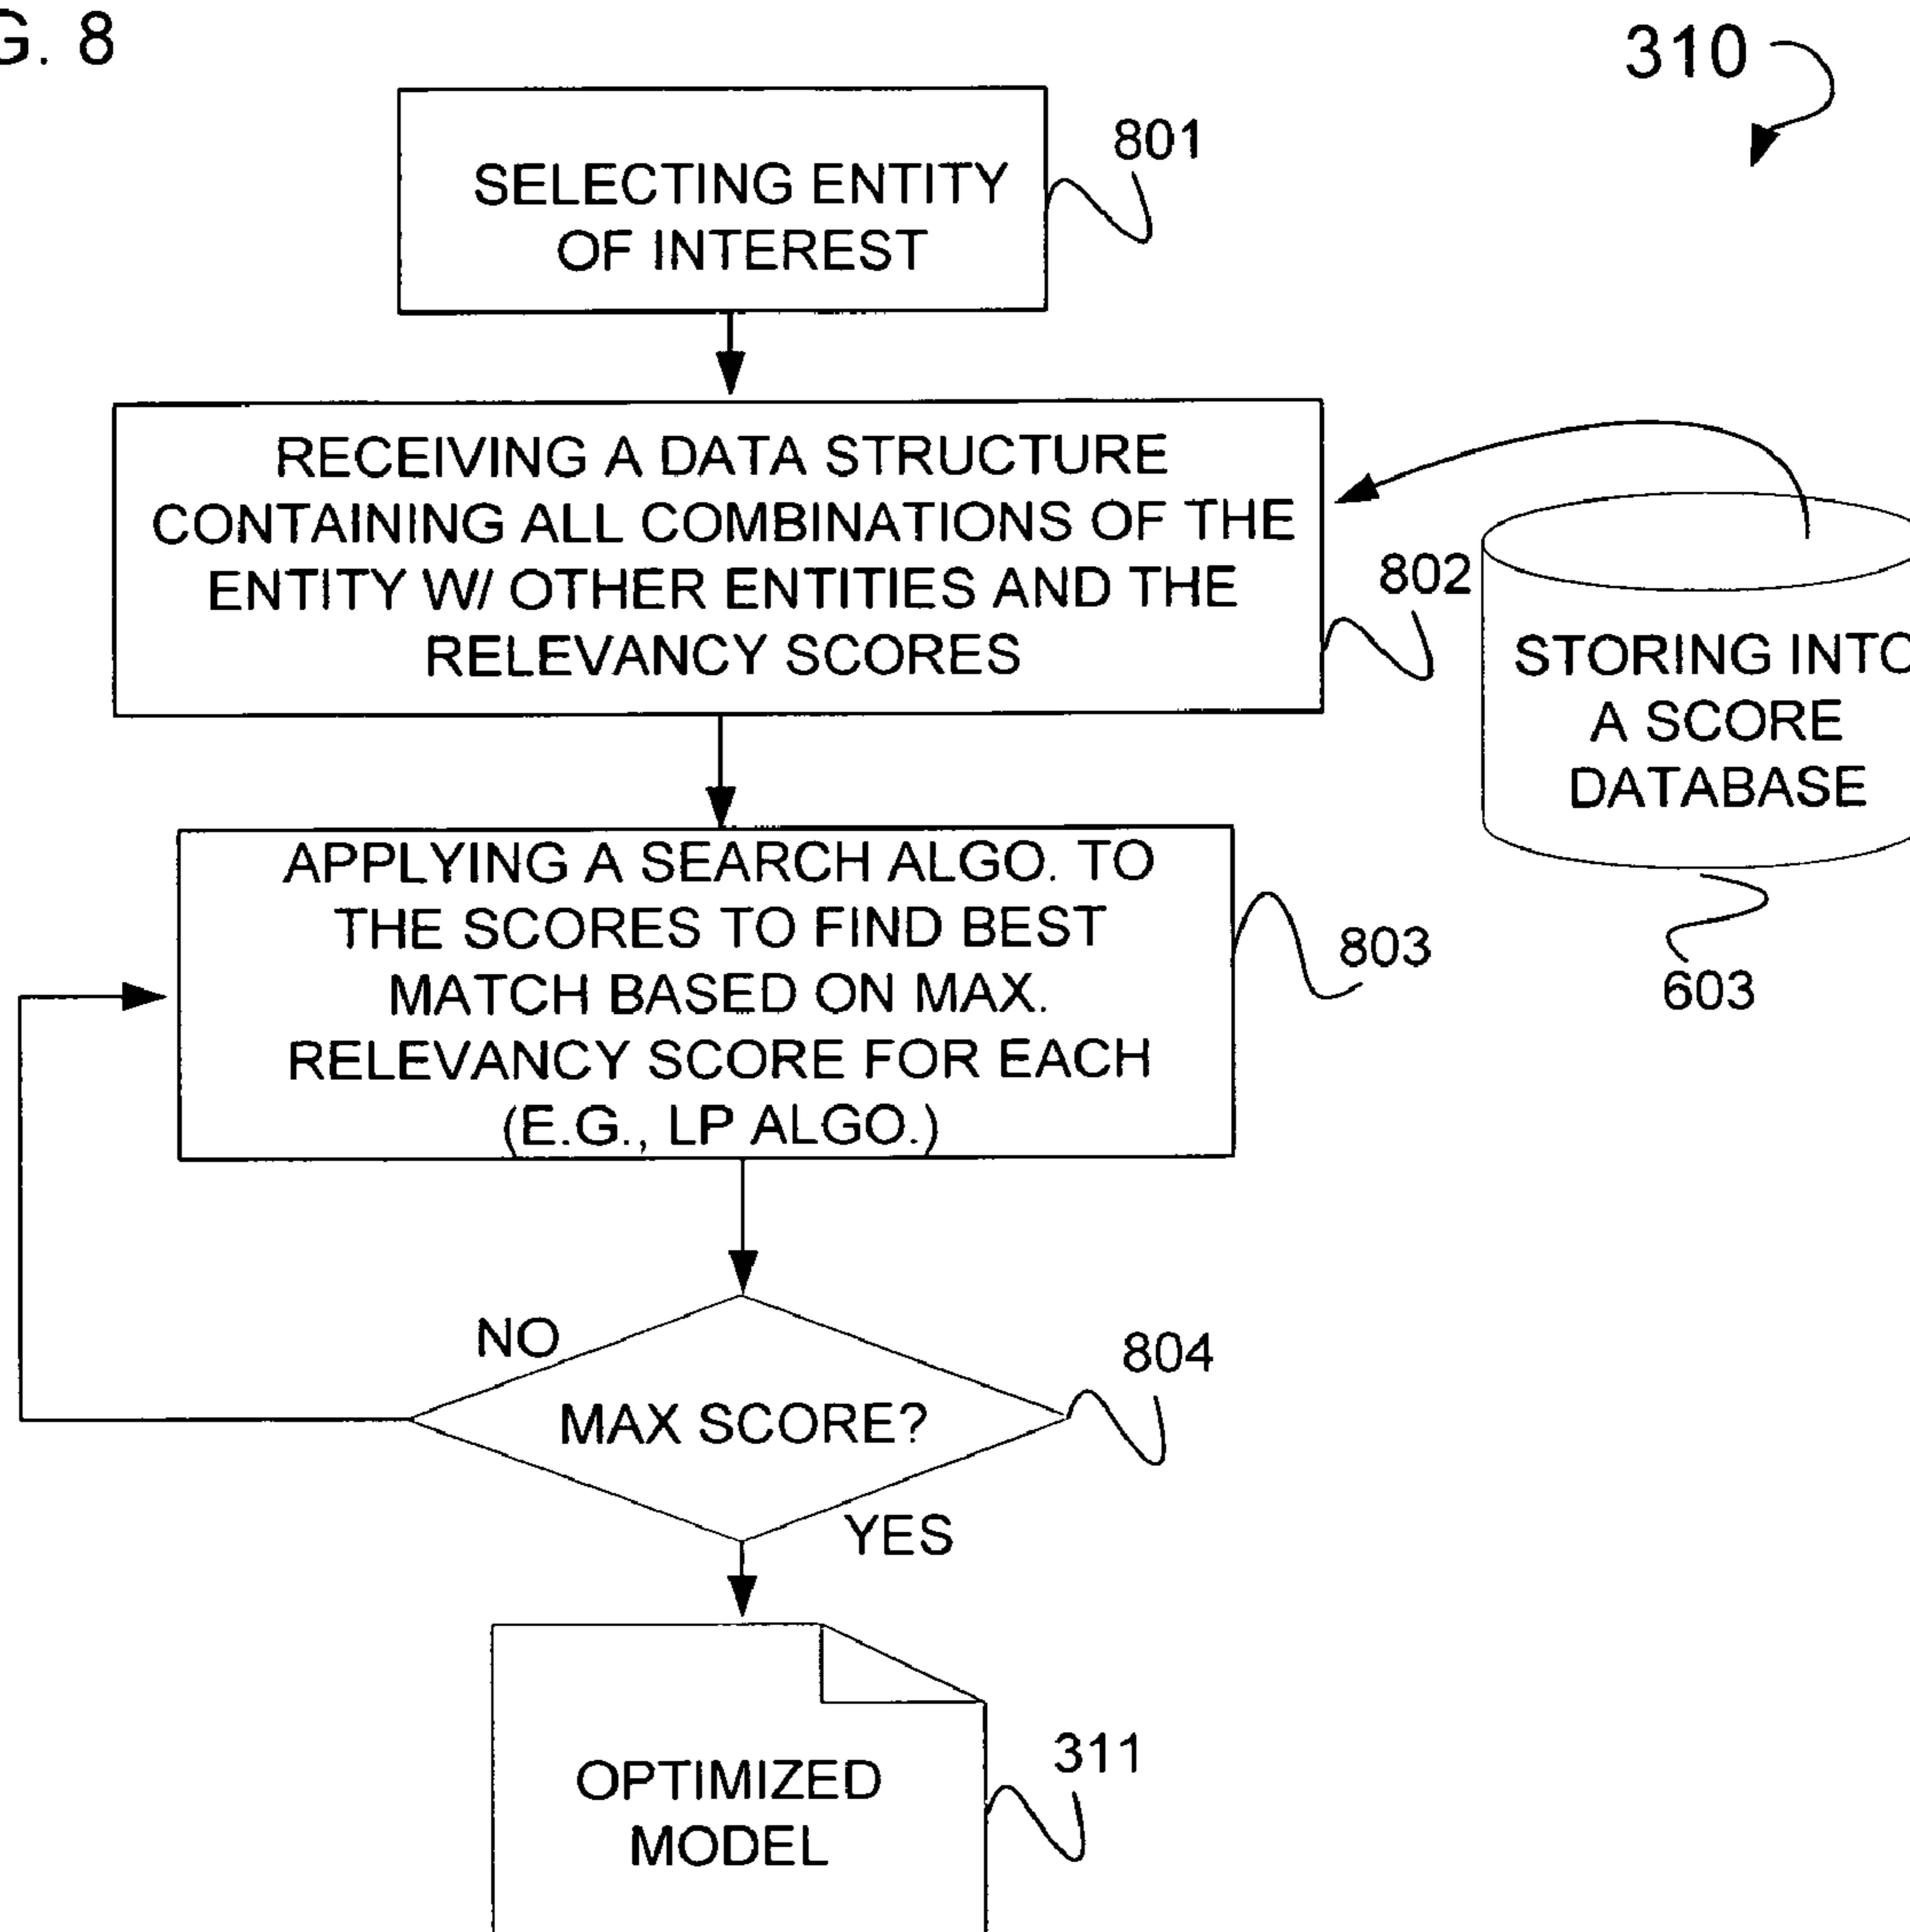 G. 8
310
801
SELECTING ENTITY
OF INTEREST
RECEIVING A DATA STRUCTURE
CONTAINING ALL COMBINATIONS OF THE
ENTITY W/ OTHER ENTITIES AND THE
RELEVANCY SCORES
802
STORING INTO
A SCORE
DATABASE
603
APPLYING A SEARCH ALGO. TO
THE SCORES TO FIND BEST
MATCH BASED ON MAX.
RELEVANCY SCORE FOR EACH
(E.G., LP ALGO.)
803
NO
804
MAX SCORE?
YES
311
OPTIMIZED
MODEL